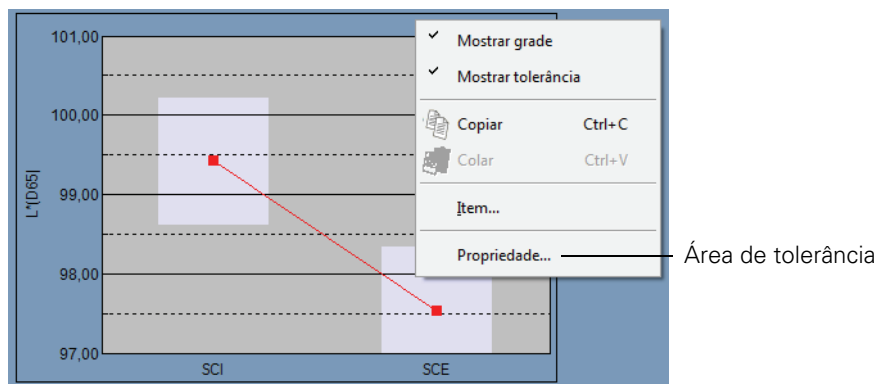 101,00
100,00
99,00
98,00
97,00
L*[D65]
SCI
SCE
Mostrar grade
Mostrar tolerância
Copiar Ctrl+C
Colar Ctrl+V
Item...
Propriedade...
Área de tolerância